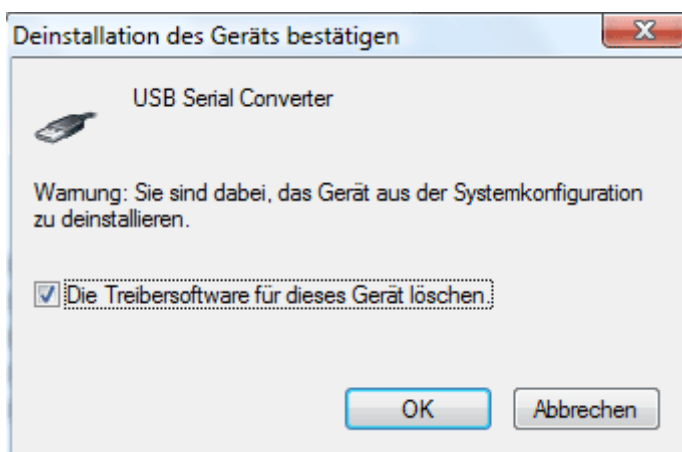 Deinstallation des Geräts bestätigen
USB Serial Converter
Warnung: Sie sind dabei, das Gerät aus der Systemkonfiguration
zu deinstallieren.
Die Treibersoftware für dieses Gerät löschen.
OK
Abbrechen